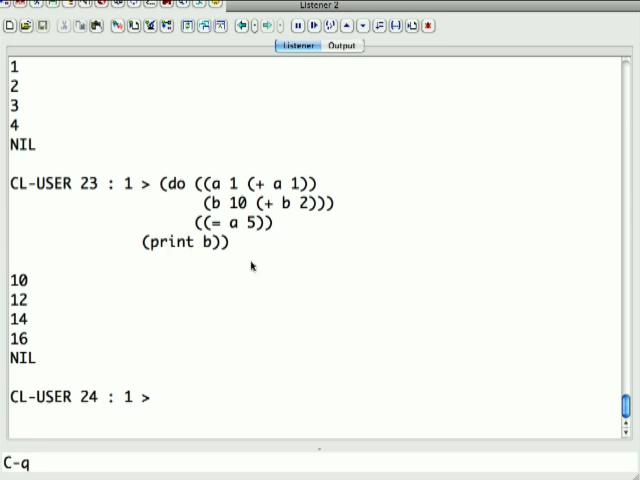 Listener 2
Listener Output
1
2
3
4
NIL
CL-USER 23 : 1 > (do ((a 1 (+ a 1))
(b 10 (+ b 2)))
((= a 5))
(print b))
10
12
14
16
NIL
CL-USER 24 : 1 >
C-q